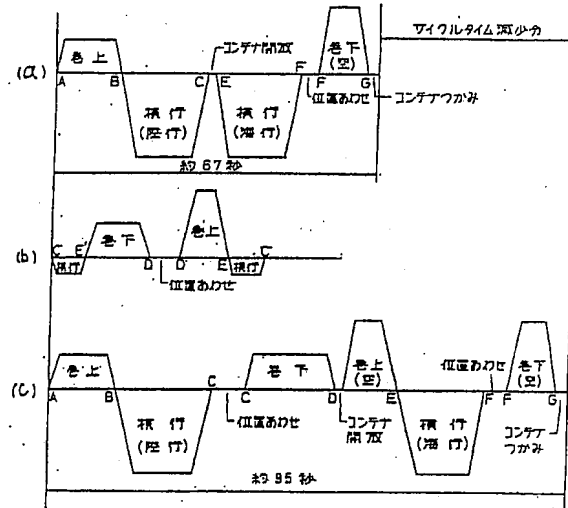 サイクルタイム減少分
(a)
巻上
コンテナ開放
巻下
(空)
A B C E F F G
位置あわせ コンテナつかみ
横行
(陸行)
横行
(海行)
約67秒
(b)
C E' 巻下 D D 巻上 E C'
横行 横行
位置あわせ
(C)
巻上
巻下
巻上
(空)
位置あわせ
巻下
(空)
A B C C D E F F G
横行
(陸行)
位置あわせ
コンテナ
開放
横行
(海行)
コンテナ
つかみ
約95秒